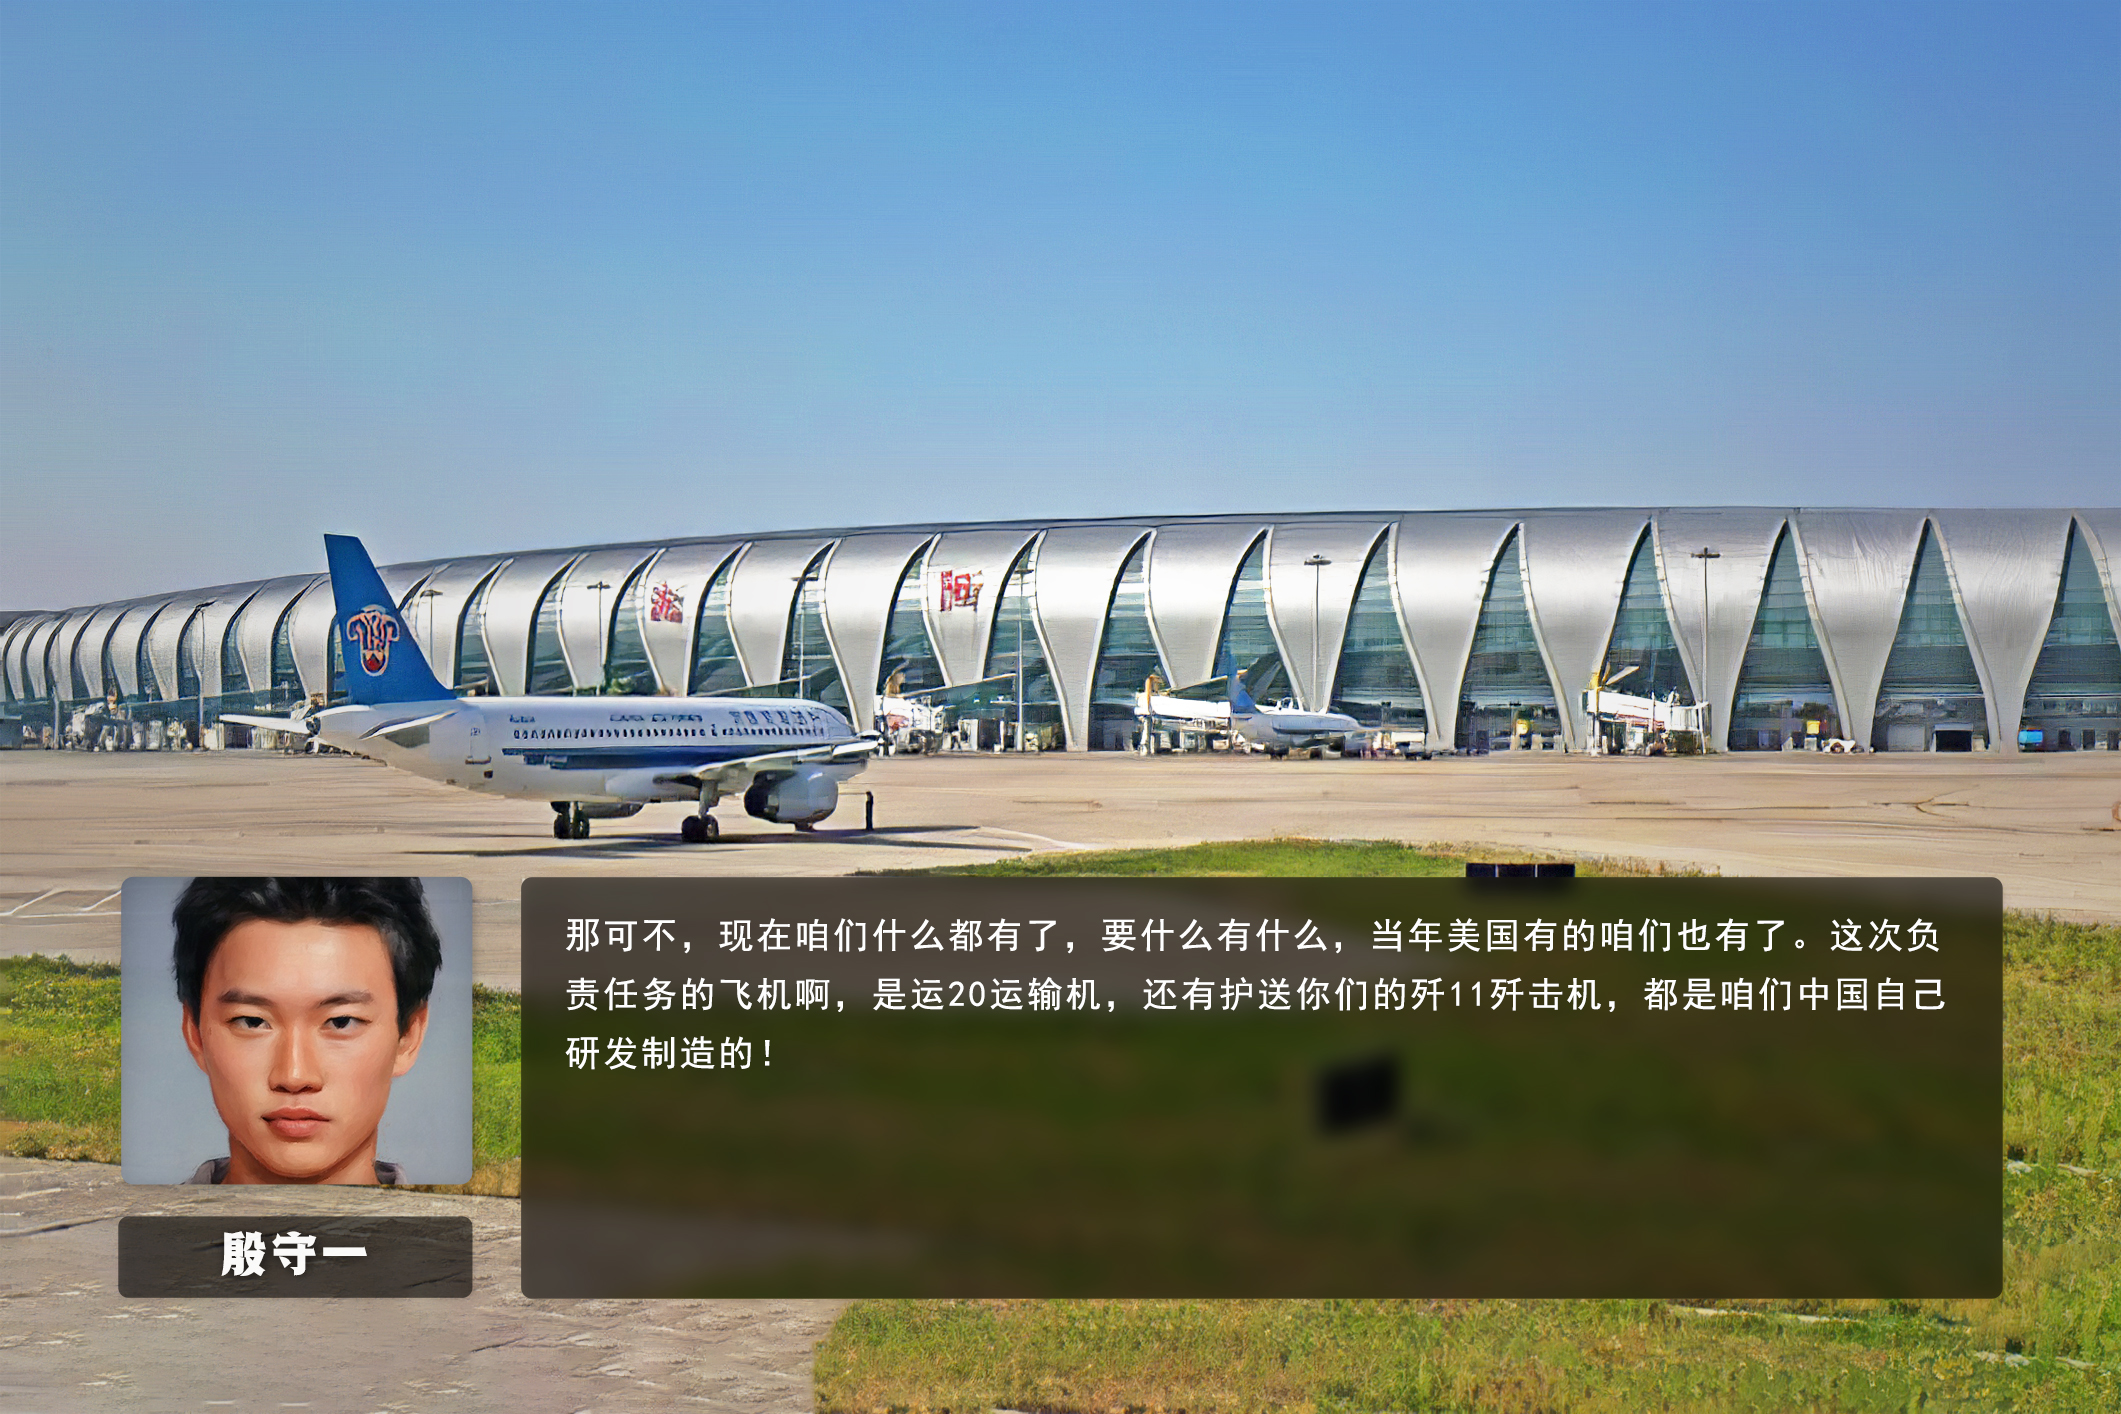 那可不，现在咱们什么都有了，要什么有什么，当年美国有的咱们也有了。这次负
责任务的飞机啊，是运20运输机，还有护送你们的歼11歼击机，都是咱们中国自己
研发制造的！
殷守一